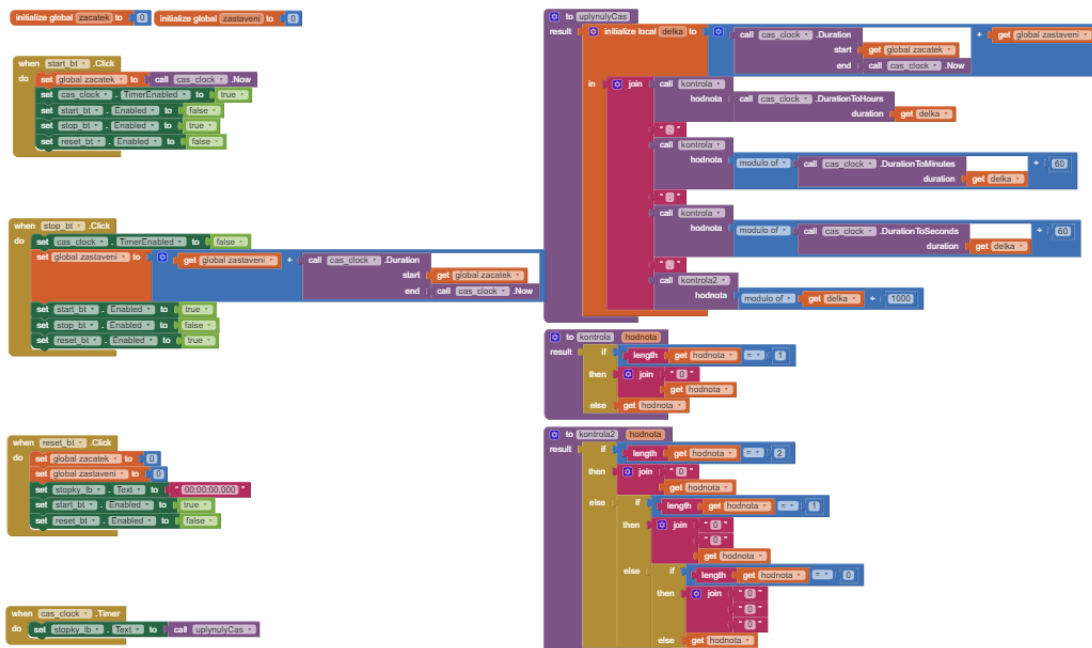 initialize global zacatek to 0
initialize global zastaveni to 0
when start_bt .Click
do set global zacatek to call cas_clock .Now
set cas_clock . TimerEnabled to true
set start_bt . Enabled to false
set stop_bt . Enabled to true
set reset_bt . Enabled to false
when stop_bt .Click
do set cas_clock . TimerEnabled to false
set global zastaveni to get global zastaveni + call cas_clock .Duration
start get global zacatek
end call cas_clock .Now
set start_bt . Enabled to true
set stop_bt . Enabled to false
set reset_bt . Enabled to true
when reset_bt .Click
do set global zacatek to 0
set global zastaveni to 0
set stopky_lb . Text to " 00:00:00.000 "
set start_bt . Enabled to true
set reset_bt . Enabled to false
when cas_clock .Timer
do set stopky_lb . Text to call uplynulyCas
to uplynulyCas
result initialize local delka to call cas_clock .Duration + get global zastaveni
start get global zacatek
end call cas_clock .Now
in join call kontrola
hodnota call cas_clock .DurationToHours
duration get delka
" : "
call kontrola
hodnota modulo of call cas_clock .DurationToMinutes ÷ 60
duration get delka
" : "
call kontrola
hodnota modulo of call cas_clock .DurationToSeconds ÷ 60
duration get delka
call kontrola2
hodnota modulo of get delka ÷ 1000
to kontrola hodnota
result if length get hodnota = 1
then join " 0 "
get hodnota
else get hodnota
to kontrola2 hodnota
result if length get hodnota = 2
then join " 0 "
get hodnota
else if length get hodnota = 1
then join " 0 "
" 0 "
get hodnota
else if length get hodnota = 0
then join " 0 "
" 0 "
" 0 "
else get hodnota